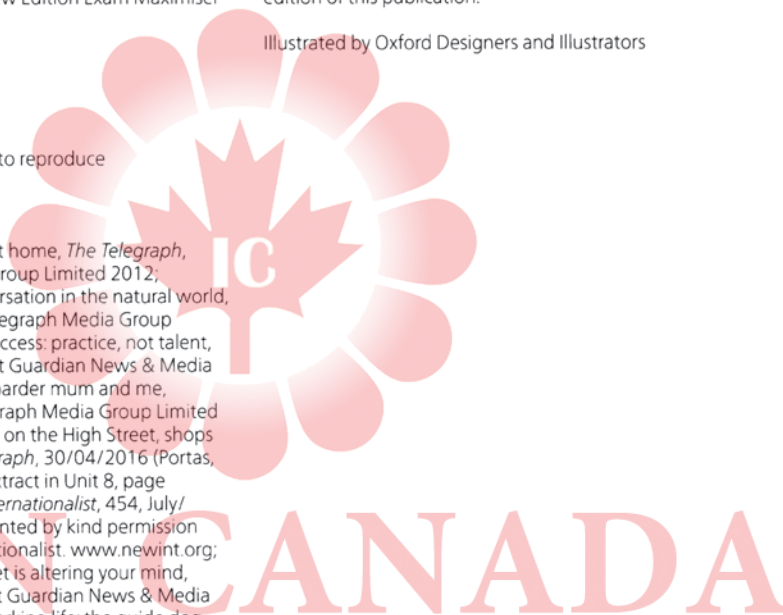 w Edition Exam Maximiser
edition of this publication.
Illustrated by Oxford Designers and Illustrators
to reproduce
t home, The Telegraph,
roup Limited 2012;
rsation in the natural world,
legraph Media Group
ccess: practice, not talent,
t Guardian News & Media
oarder mum and me,
raph Media Group Limited
on the High Street, shops
raph, 30/04/2016 (Portas,
tract in Unit 8, page
ernationalist, 454, July/
nted by kind permission
tionalist. www.newint.org;
et is altering your mind,
t Guardian News & Media
IC
N CANADA